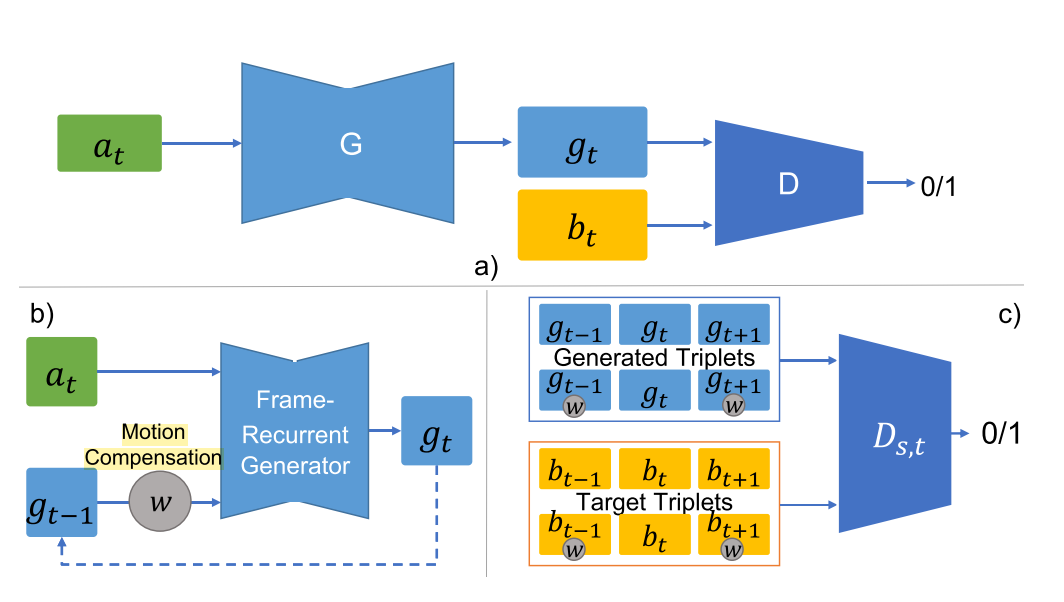 a_t
G
g_t
b_t
D
0/1
a)
b)
a_t
Motion
Compensation
g_{t-1}
w
Frame-
Recurrent
Generator
g_t
c)
g_{t-1} g_t g_{t+1}
Generated Triplets
g_{t-1} g_t g_{t+1}
w w
b_{t-1} b_t b_{t+1}
Target Triplets
b_{t-1} b_t b_{t+1}
w w
D_{s,t}
0/1